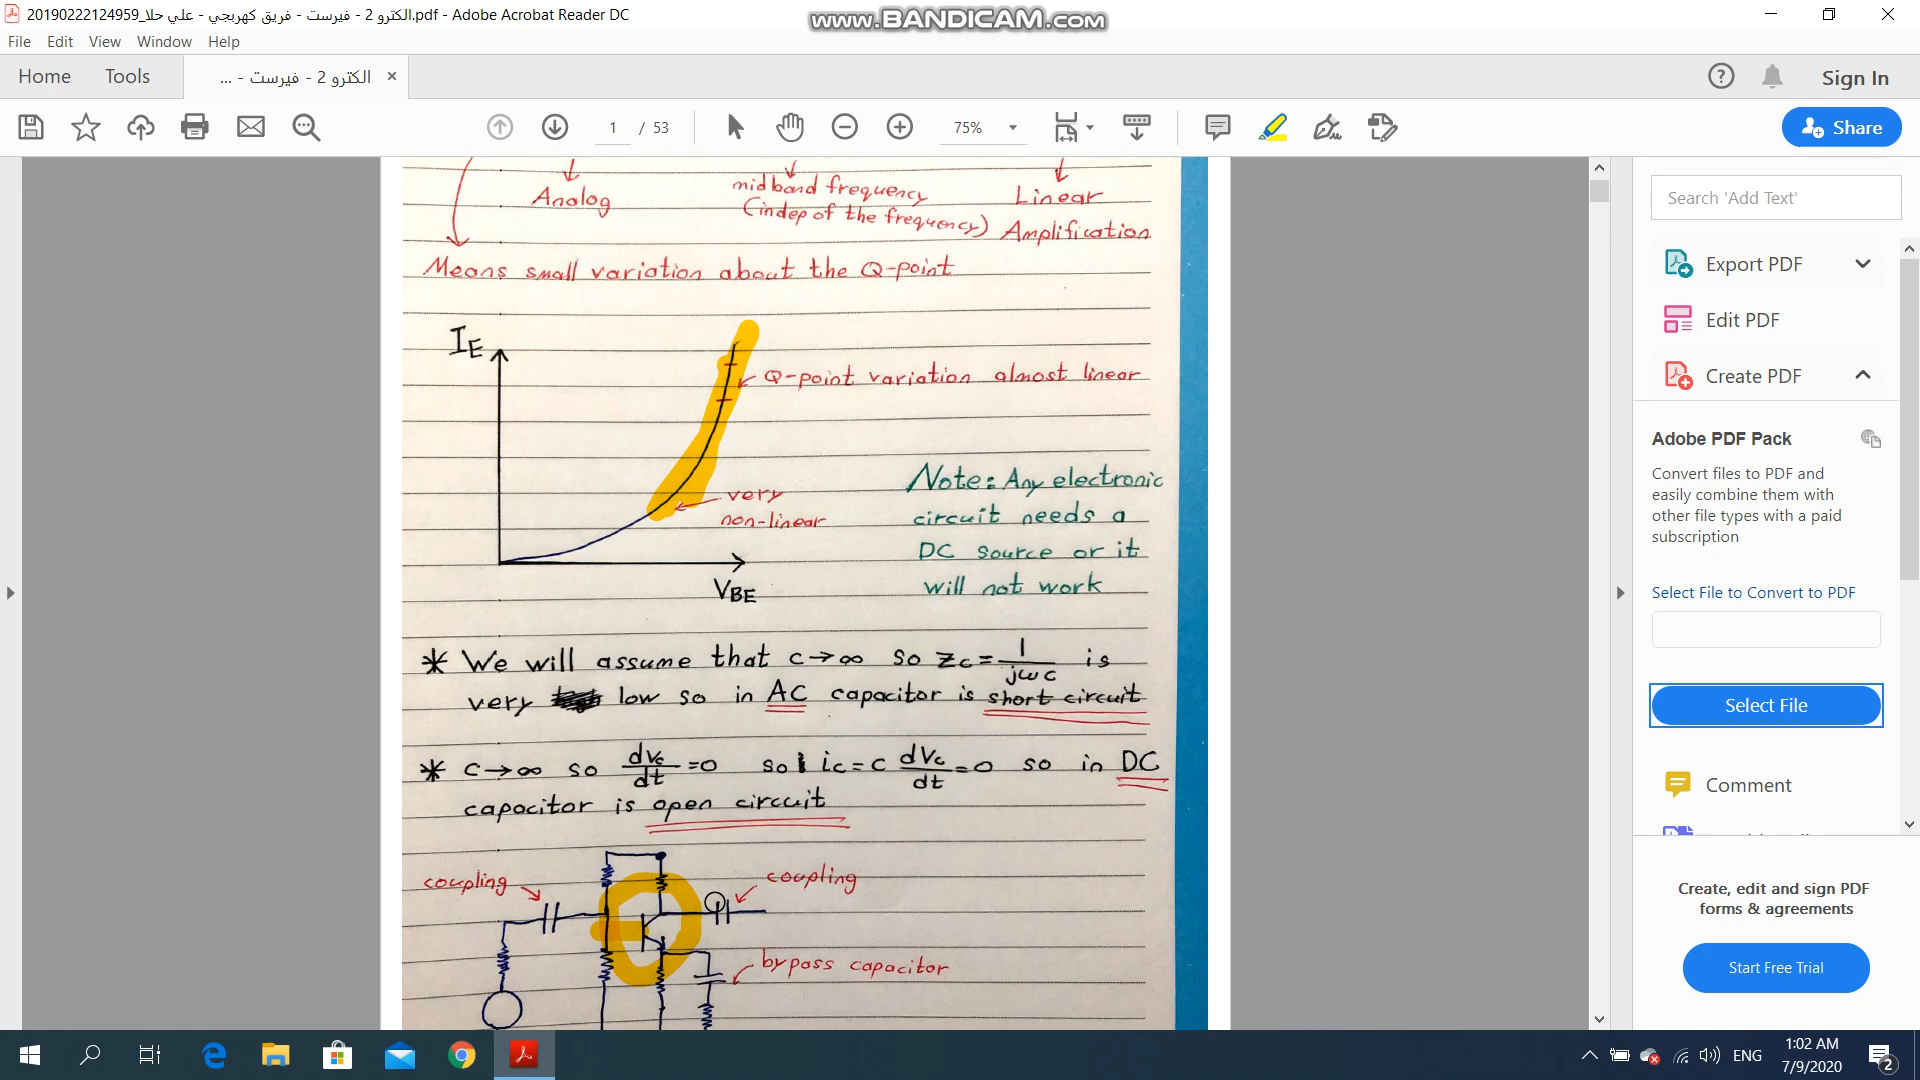 الكترو 2 - فيرست - فريق كهربجي - علي حلا_20190222124959.pdf - Adobe Acrobat Reader DC
www.BANDICAM.com
File Edit View Window Help
Home Tools الكترو 2 - فيرست - ...
Sign In
1 / 53
75%
Share
Analog
midband frequency
(indep of the frequency)
Linear
Amplification
Means small variation about the Q-point
IE
Q-point variation almost linear
very
non-linear
VBE
Note: Any electronic
circuit needs a
DC source or it
will not work
* We will assume that c→∞ so zc = 1/jωc is
very low so in AC capacitor is short circuit
* c→∞ so dvc/dt =0 so ic = c dvc/dt =0 so in DC
capacitor is open circuit
coupling
coupling
bypass capacitor
Search 'Add Text'
Export PDF
Edit PDF
Create PDF
Adobe PDF Pack
Convert files to PDF and
easily combine them with
other file types with a paid
subscription
Select File to Convert to PDF
Select File
Comment
Create, edit and sign PDF
forms & agreements
Start Free Trial
ENG
1:02 AM
7/9/2020
2